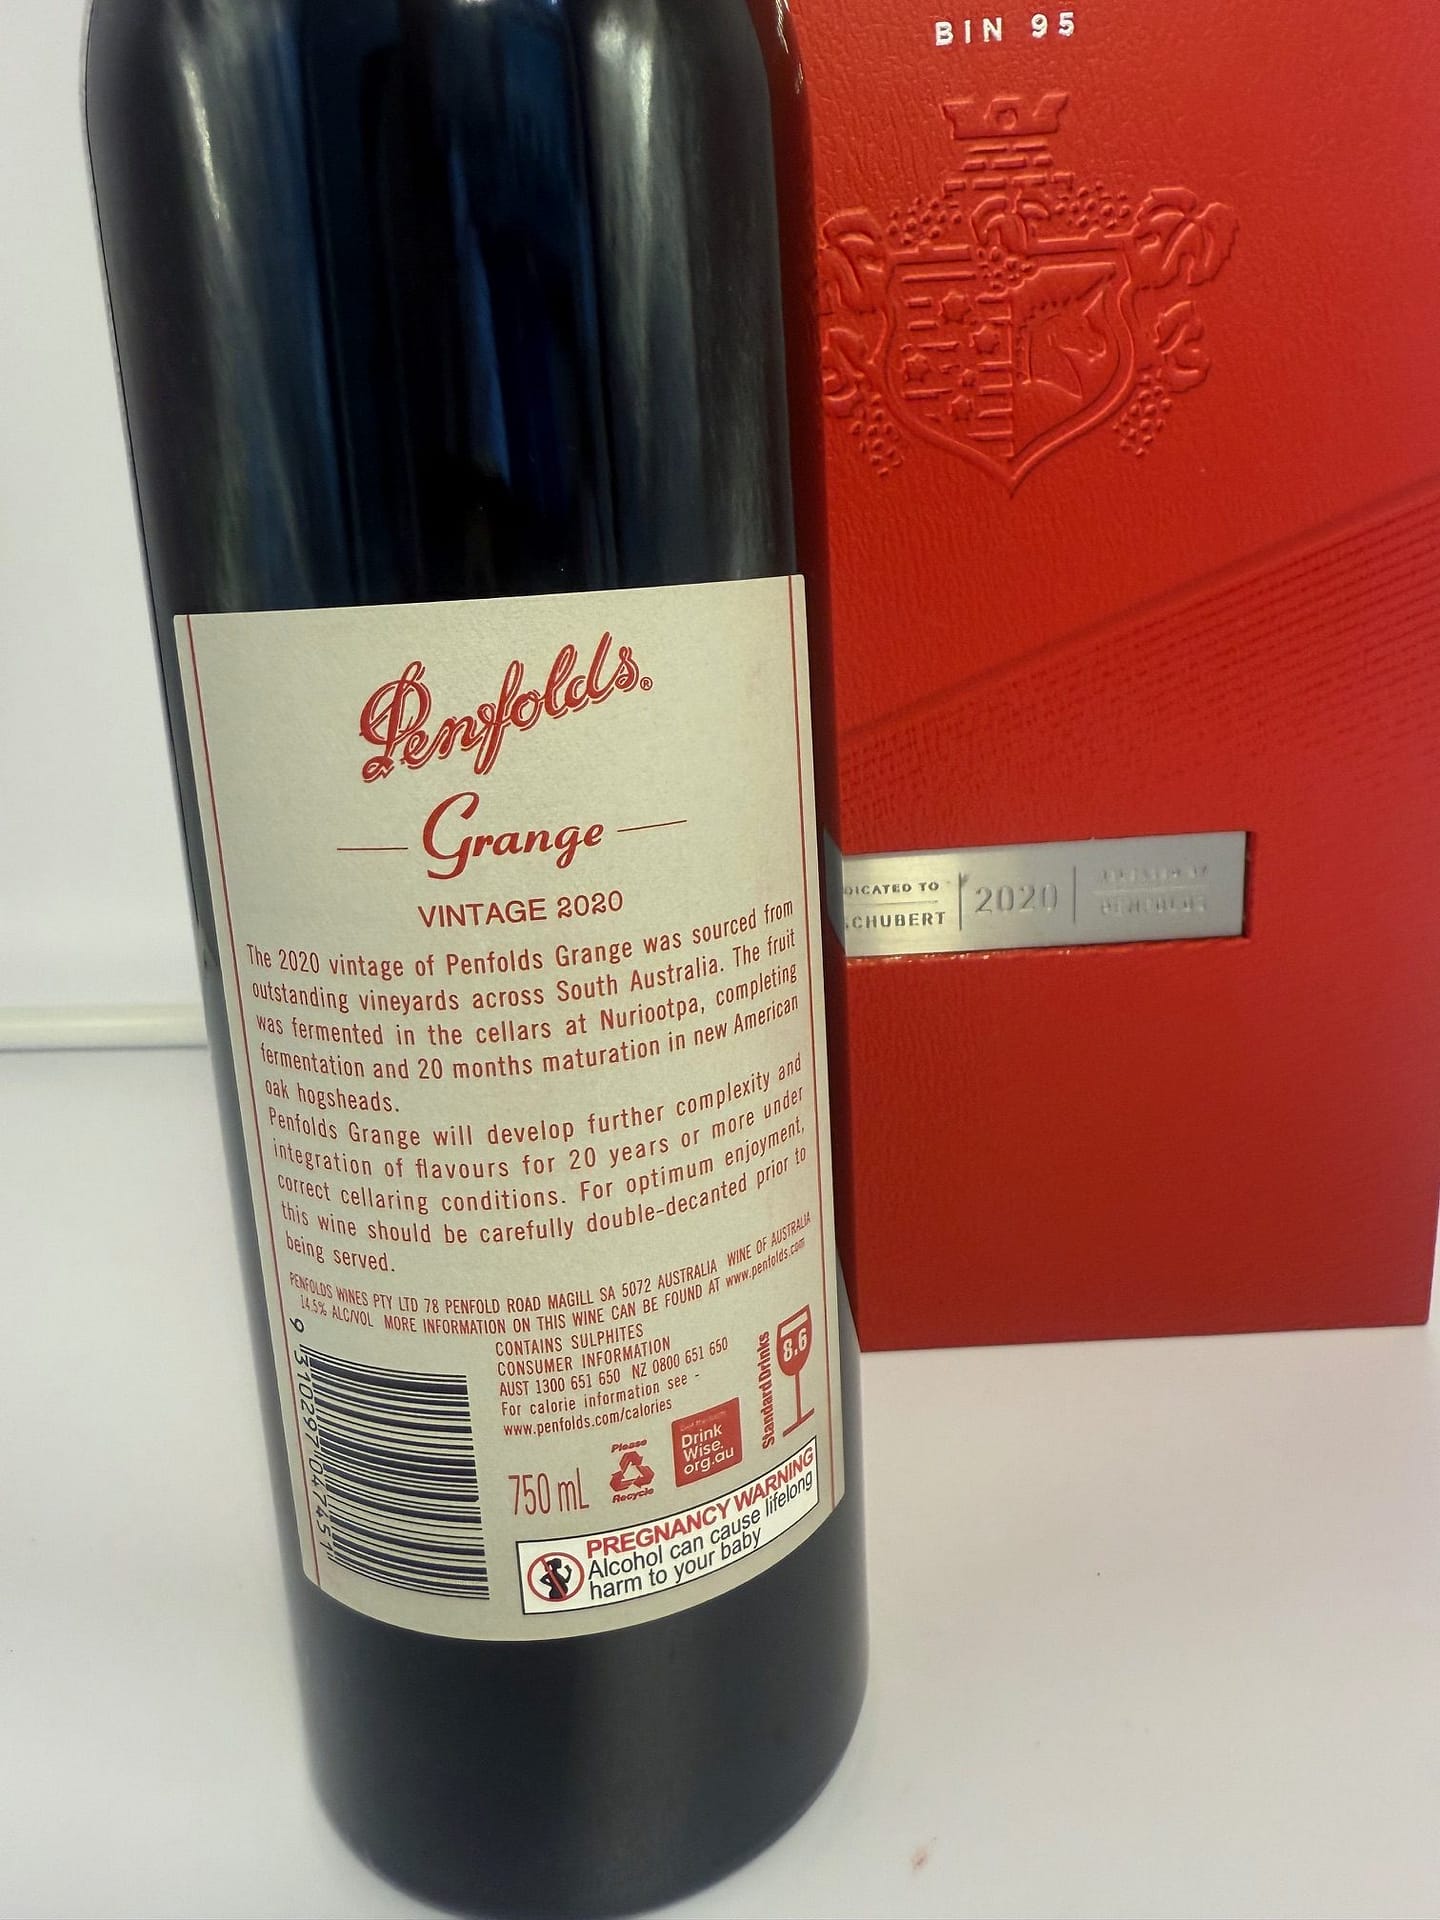 BIN 95
Penfolds®
Grange
VINTAGE 2020
The 2020 vintage of Penfolds Grange was sourced from
outstanding vineyards across South Australia. The fruit
was fermented in the cellars at Nuriootpa, completing
fermentation and 20 months maturation in new American
oak hogsheads.
Penfolds Grange will develop further complexity and
integration of flavours for 20 years or more under
correct cellaring conditions. For optimum enjoyment,
this wine should be carefully double-decanted prior to
being served.
PENFOLDS WINES PTY LTD 78 PENFOLD ROAD MAGILL SA 5072 AUSTRALIA WINE OF AUSTRALIA
14.5% ALC/VOL MORE INFORMATION ON THIS WINE CAN BE FOUND AT www.penfolds.com
CONTAINS SULPHITES
CONSUMER INFORMATION
AUST 1300 651 650 NZ 0800 651 650
For calorie information see -
www.penfolds.com/calories
9 310297 047451
750 mL
Please
Recycle
Drink
Wise.
org.au
Standard Drinks
8.6
PREGNANCY WARNING
Alcohol can cause lifelong
harm to your baby
DICATED TO
CHUBERT
2020
PENFOLDS